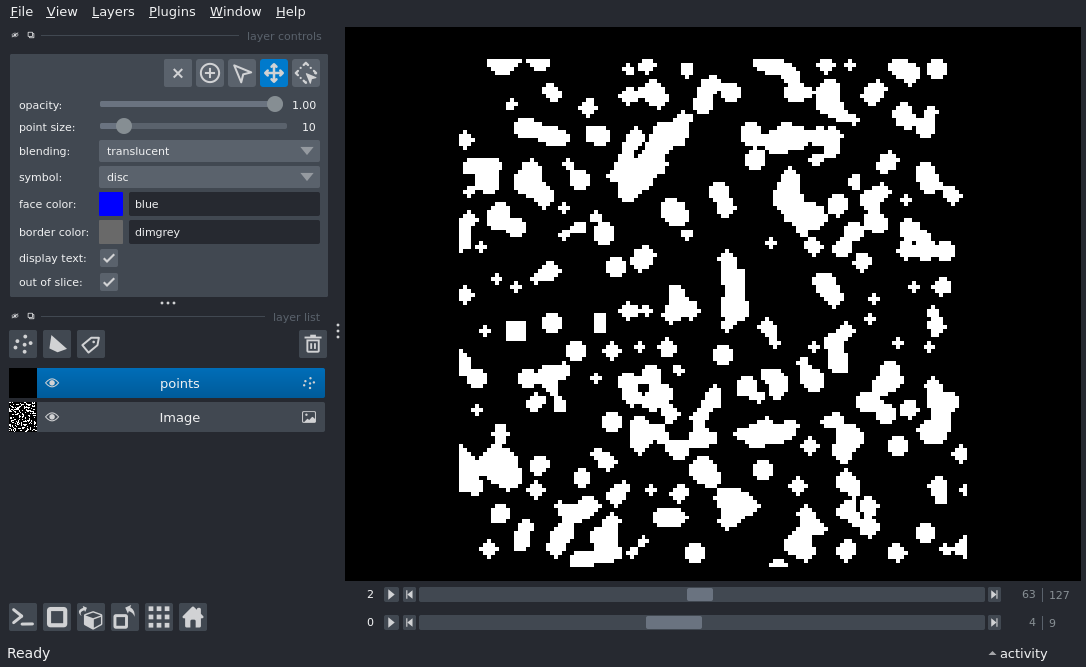 File View Layers Plugins Window Help
layer controls
opacity: 1.00
point size: 10
blending: translucent
symbol: disc
face color: blue
border color: dimgrey
display text:
out of slice:
layer list
points
Image
2 63 127
0 4 9
Ready activity